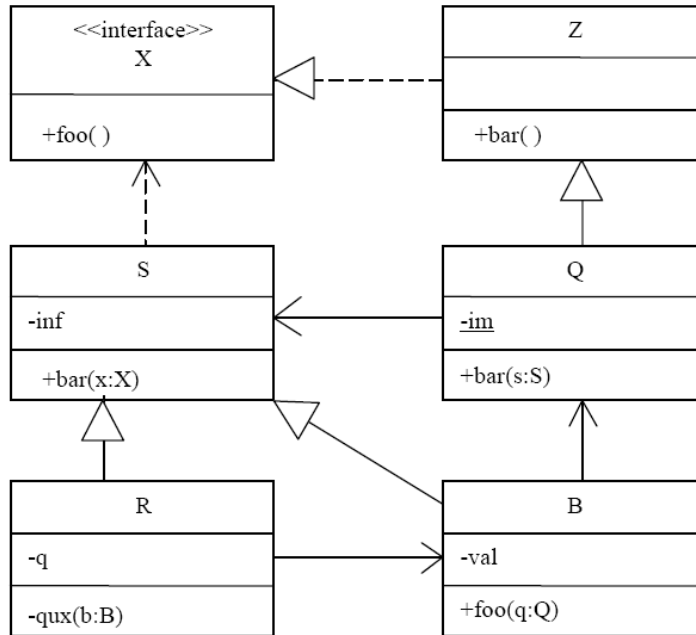 <<interface>>
X
+foo( )
Z
+bar( )
S
-inf
+bar(x:X)
Q
-im
+bar(s:S)
R
-q
-qux(b:B)
B
-val
+foo(q:Q)